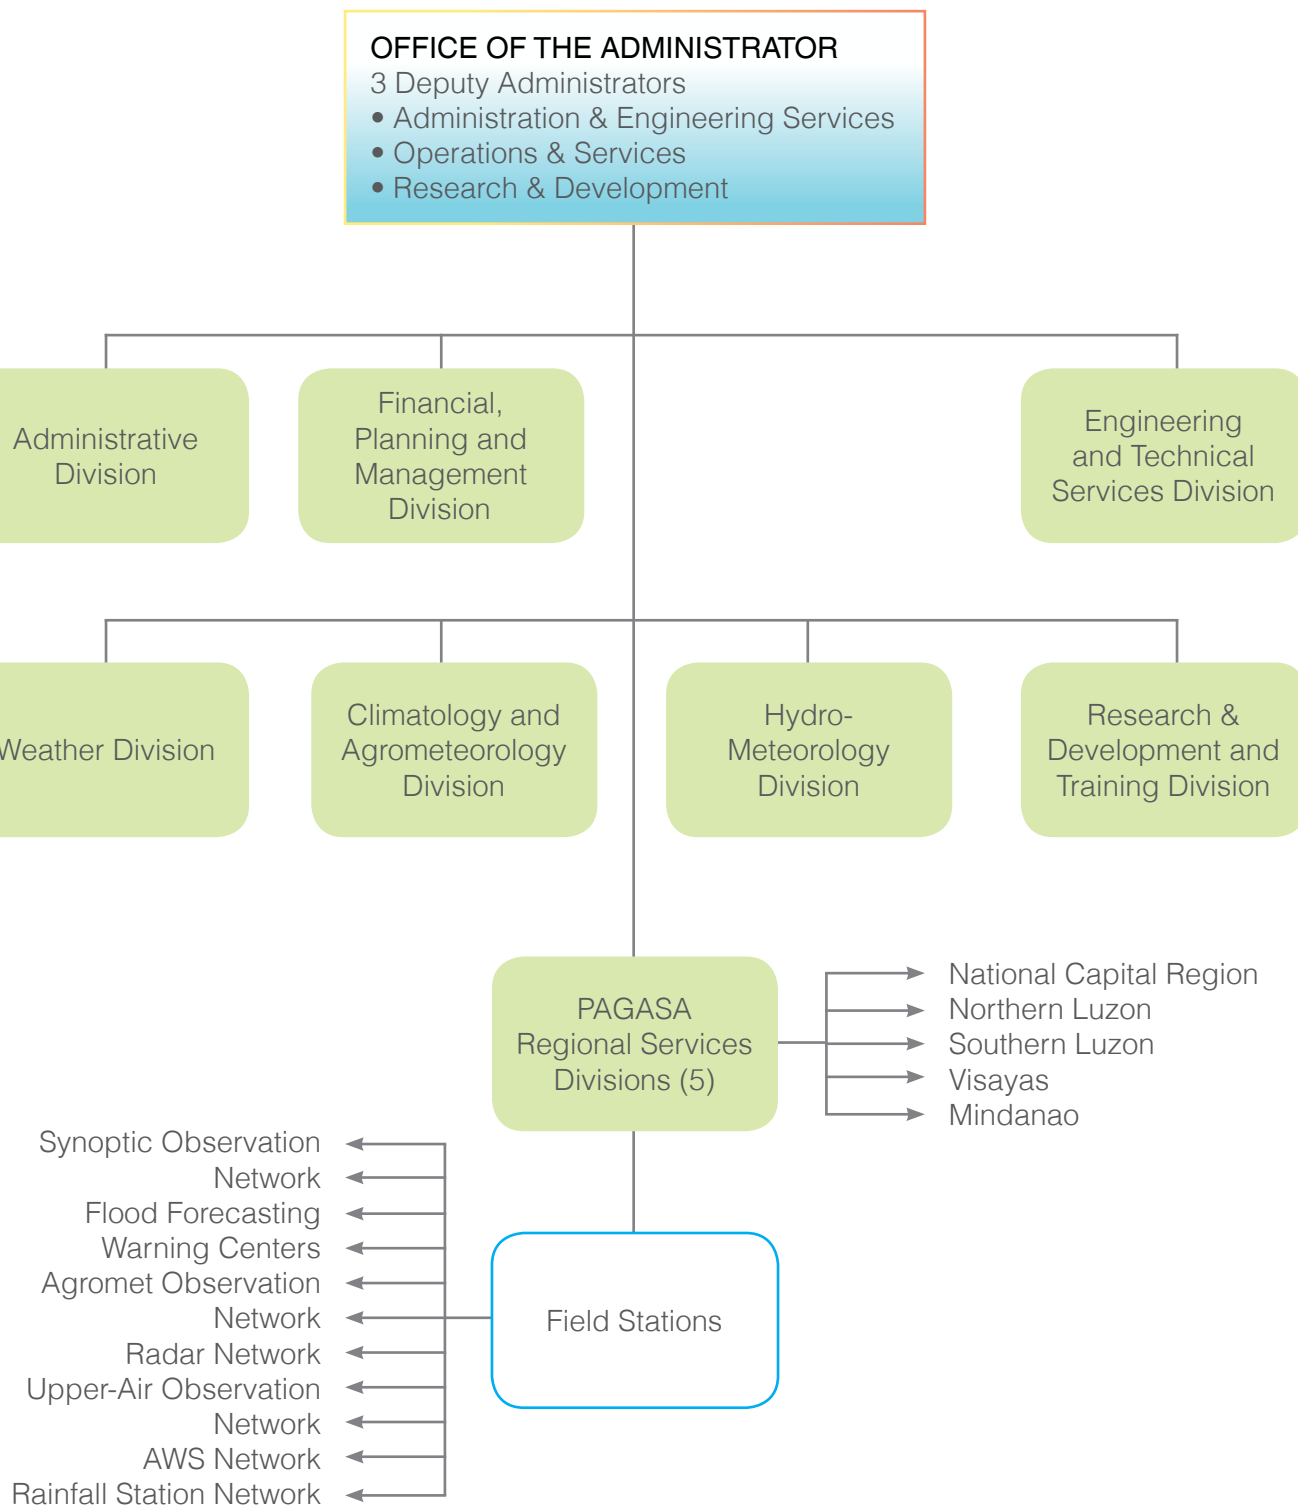 OFFICE OF THE ADMINISTRATOR
3 Deputy Administrators
• Administration & Engineering Services
• Operations & Services
• Research & Development
Administrative
Division
Financial,
Planning and
Management
Division
Engineering
and Technical
Services Division
Weather Division
Climatology and
Agrometeorology
Division
Hydro-
Meteorology
Division
Research &
Development and
Training Division
PAGASA
Regional Services
Divisions (5)
National Capital Region
Northern Luzon
Southern Luzon
Visayas
Mindanao
Synoptic Observation
Network
Flood Forecasting
Warning Centers
Agromet Observation
Network
Radar Network
Upper-Air Observation
Network
AWS Network
Rainfall Station Network
Field Stations